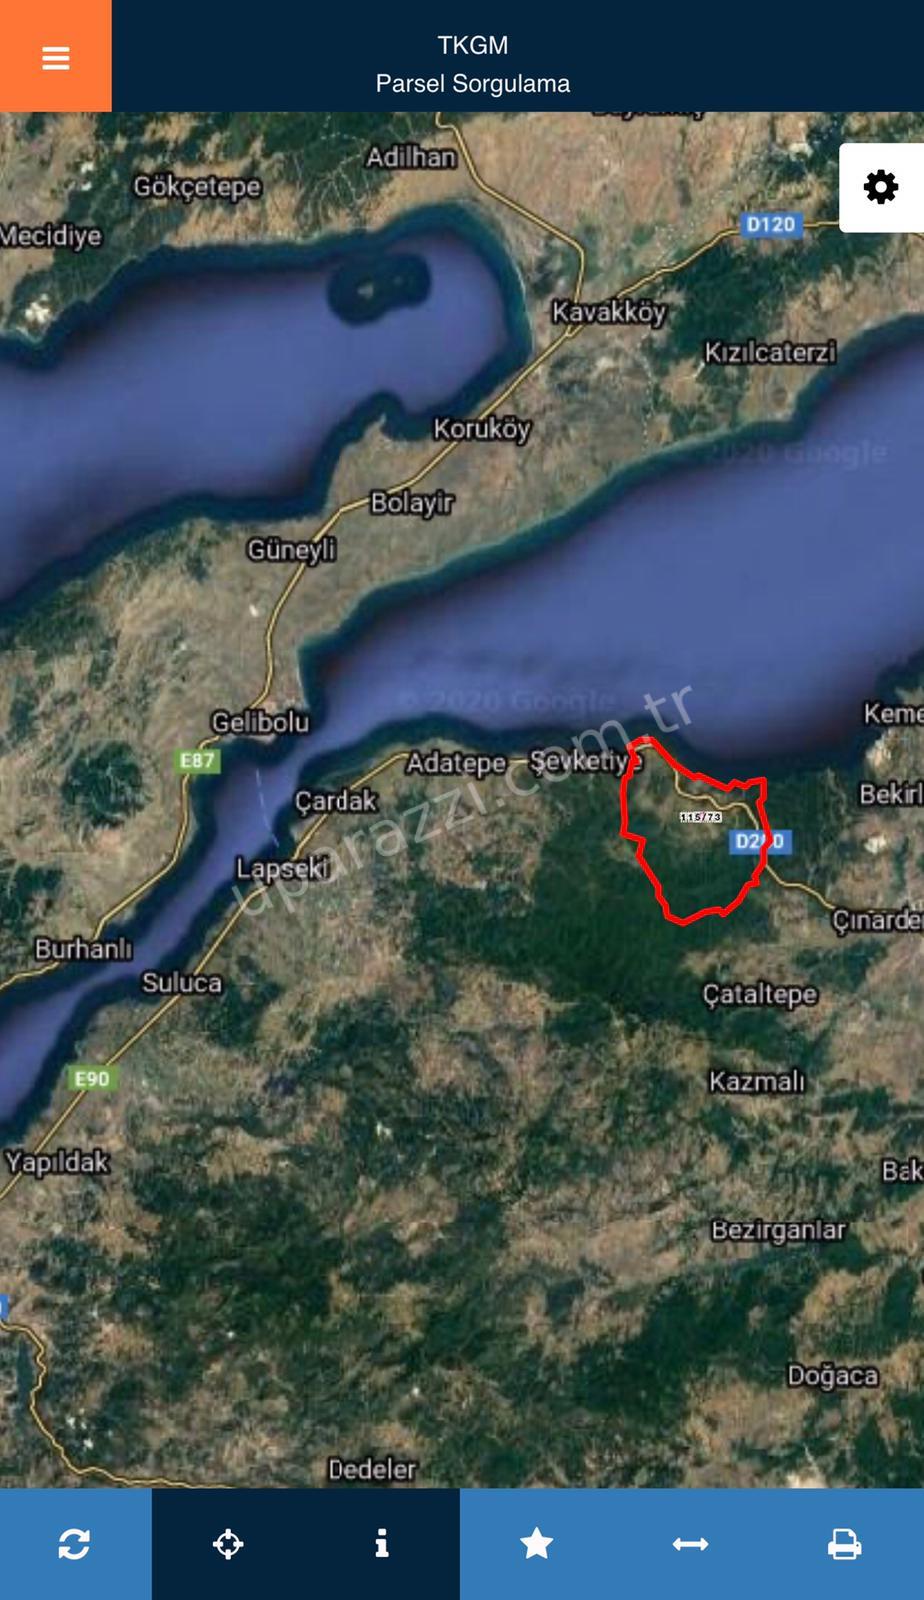 TKGM
Parsel Sorgulama
Adilhan
Gökçetepe
D120
Mecidiye
Kavakköy
Kızılcaterzi
Koruköy
2020 Google
Bolayir
Güneyli
© 2020 Google
Gelibolu
E87
Adatepe
Şevketiye
Çardak
115/73
D200
Lapseki
uparazzi.com.tr
Burhanlı
Suluca
Çataltepe
E90
Kazmalı
Yapıldak
Bezirganlar
Doğaca
Dedeler
Keme
Bekirl
Çınarde
Bak